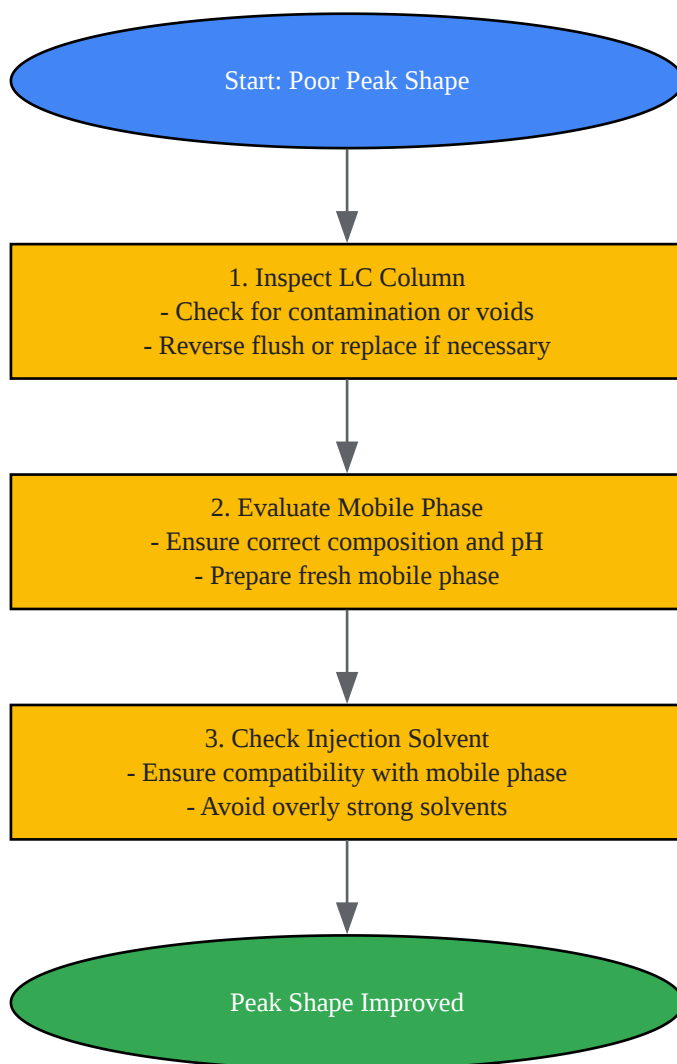 Start: Poor Peak Shape
1. Inspect LC Column
- Check for contamination or voids
- Reverse flush or replace if necessary
2. Evaluate Mobile Phase
- Ensure correct composition and pH
- Prepare fresh mobile phase
3. Check Injection Solvent
- Ensure compatibility with mobile phase
- Avoid overly strong solvents
Peak Shape Improved